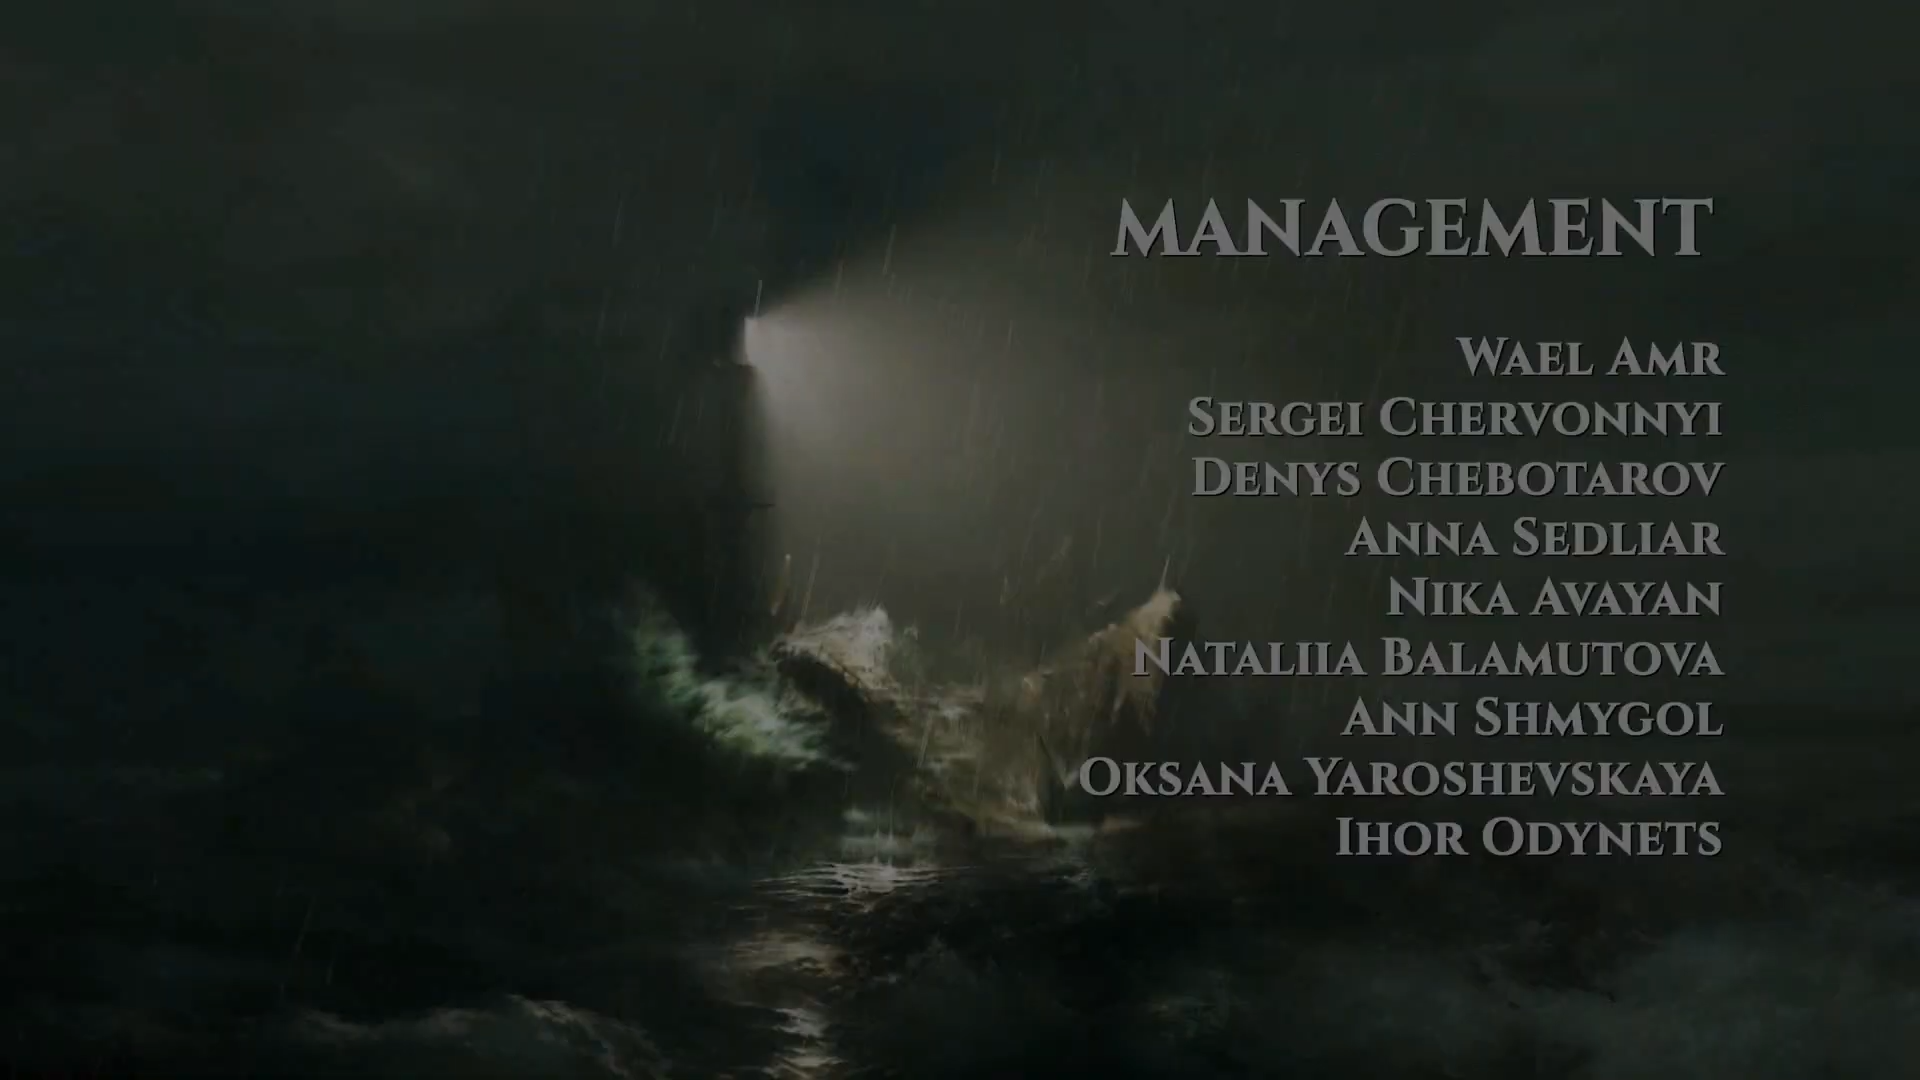 MANAGEMENT
WAEL AMR
SERGEI CHERVONNYI
DENYS CHEBOTAROV
ANNA SEDLIAR
NIKA AVAYAN
NATALIIA BALAMUTOVA
ANN SHMYGOL
OKSANA YAROSHEVSKAYA
IHOR ODYNETS